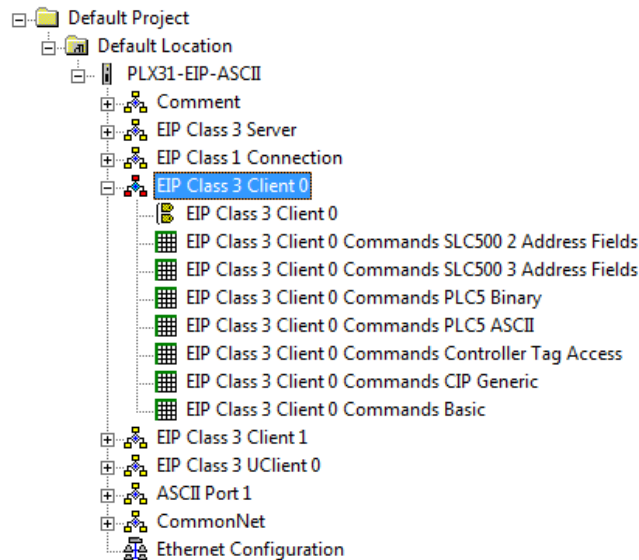 Default Project
Default Location
PLX31-EIP-ASCII
Comment
EIP Class 3 Server
EIP Class 1 Connection
EIP Class 3 Client 0
EIP Class 3 Client 0
EIP Class 3 Client 0 Commands SLC500 2 Address Fields
EIP Class 3 Client 0 Commands SLC500 3 Address Fields
EIP Class 3 Client 0 Commands PLC5 Binary
EIP Class 3 Client 0 Commands PLC5 ASCII
EIP Class 3 Client 0 Commands Controller Tag Access
EIP Class 3 Client 0 Commands CIP Generic
EIP Class 3 Client 0 Commands Basic
EIP Class 3 Client 1
EIP Class 3 UClient 0
ASCII Port 1
CommonNet
Ethernet Configuration